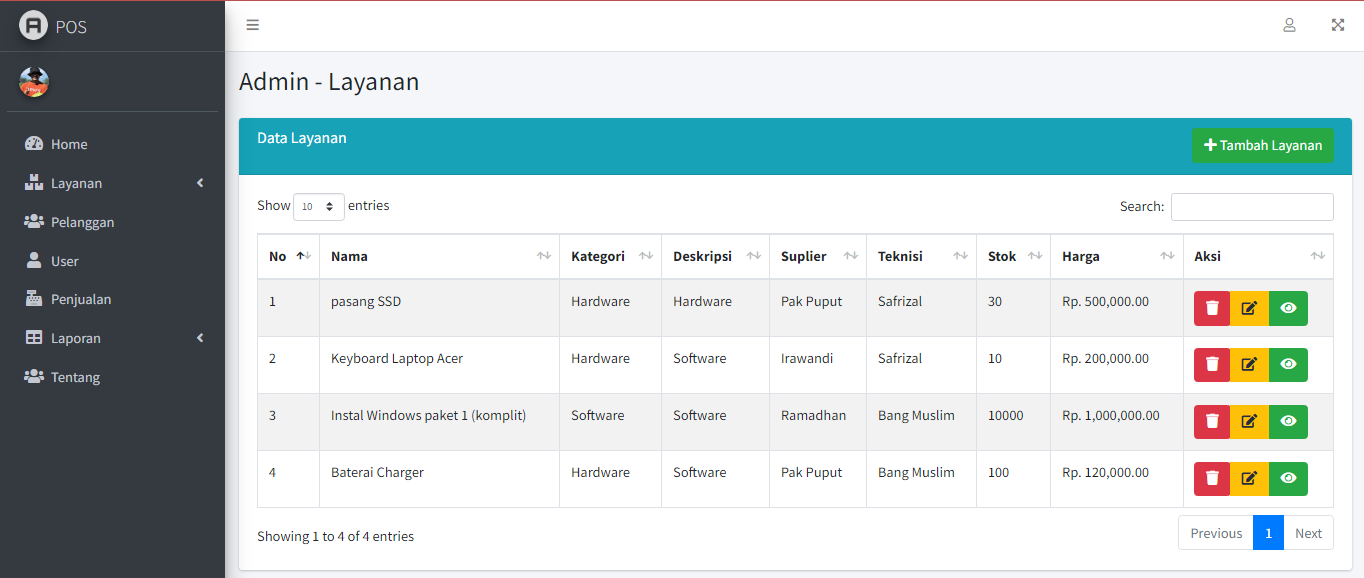 POS
Home
Layanan
Pelanggan
User
Penjualan
Laporan
Tentang
Admin - Layanan
Data Layanan
Tambah Layanan
Show 10 entries
Search:
No Nama Kategori Deskripsi Suplier Teknisi Stok Harga Aksi
1 pasang SSD Hardware Hardware Pak Puput Safrizal 30 Rp. 500,000.00
2 Keyboard Laptop Acer Hardware Software Irawandi Safrizal 10 Rp. 200,000.00
3 Instal Windows paket 1 (komplit) Software Software Ramadhan Bang Muslim 10000 Rp. 1,000,000.00
4 Baterai Charger Hardware Software Pak Puput Bang Muslim 100 Rp. 120,000.00
Showing 1 to 4 of 4 entries
Previous 1 Next